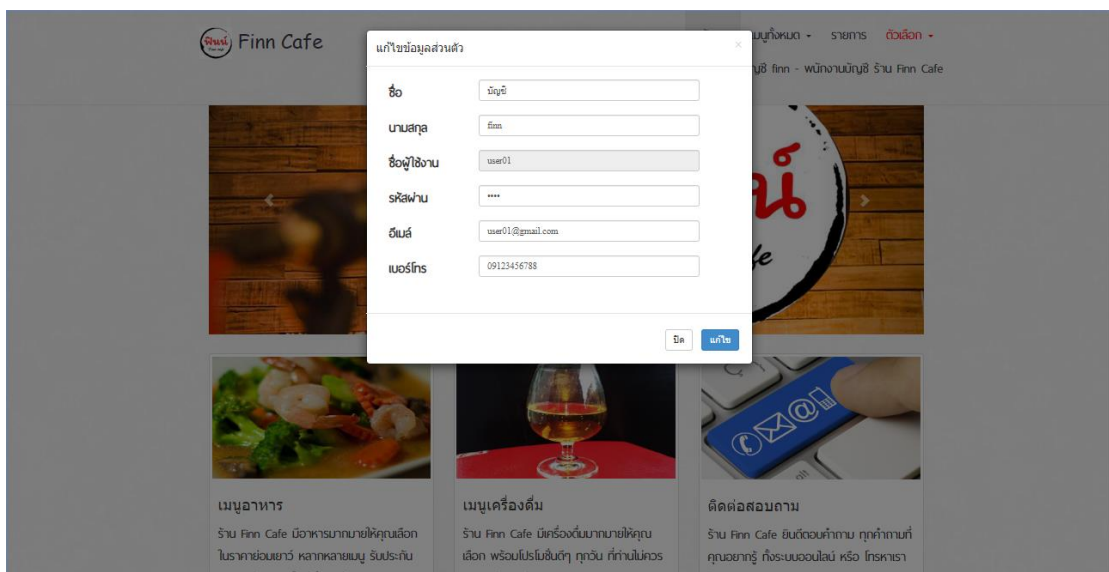 ฟินน์ Finn Cafe
แก้ไขข้อมูลส่วนตัว ×
เมนูทั้งหมด รายการ ตัวเลือก
finn - พนักงานบัญชี ร้าน Finn Cafe
ชื่อ บัญชี
นามสกุล finn
ชื่อผู้ใช้งาน user01
รหัสผ่าน ••••
อีเมล์ user01@gmail.com
เบอร์โทร 09123456788
ปิด แก้ไข
เมนูอาหาร
ร้าน Finn Cafe มีอาหารมากมายให้คุณเลือก
ในราคาย่อมเยาว์ หลากหลายเมนู รับประกัน
เมนูเครื่องดื่ม
ร้าน Finn Cafe มีเครื่องดื่มมากมายให้คุณ
เลือก พร้อมโปรโมชั่นดีๆ ทุกวัน ที่ท่านไม่ควร
ติดต่อสอบถาม
ร้าน Finn Cafe ยินดีตอบคำถาม ทุกคำถามที่
คุณอยากรู้ ทั้งระบบออนไลน์ หรือ โทรหาเรา